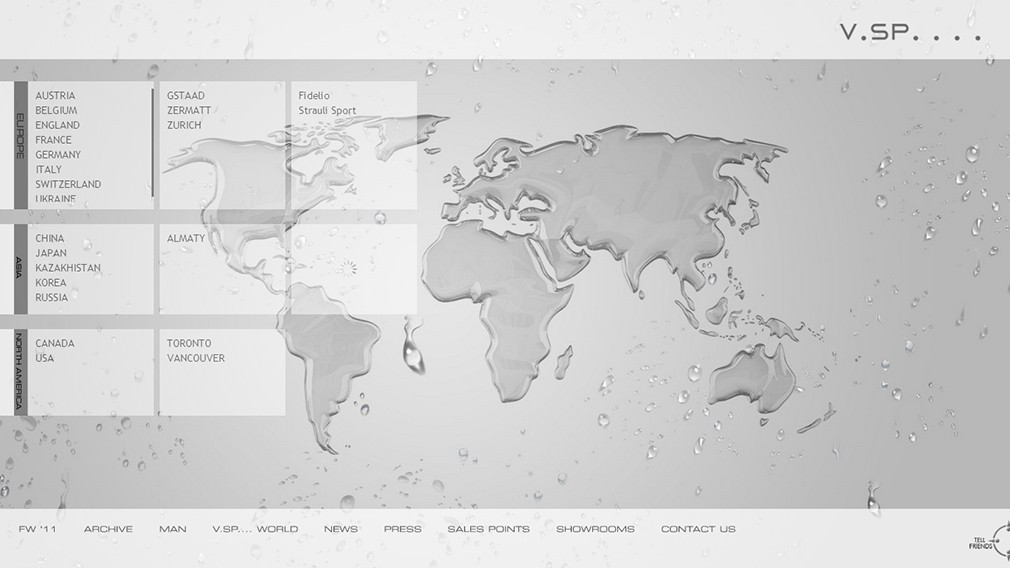 V.SP....
EUROPE
AUSTRIA
BELGIUM
ENGLAND
FRANCE
GERMANY
ITALY
SWITZERLAND
UKRAINE
GSTAAD
ZERMATT
ZURICH
Fidelio
Strauli Sport
ASIA
CHINA
JAPAN
KAZAKHSTAN
KOREA
RUSSIA
ALMATY
NORTH AMERICA
CANADA
USA
TORONTO
VANCOUVER
FW '11 ARCHIVE MAN V.SP.... WORLD NEWS PRESS SALES POINTS SHOWROOMS CONTACT US
TELL
FRIENDS